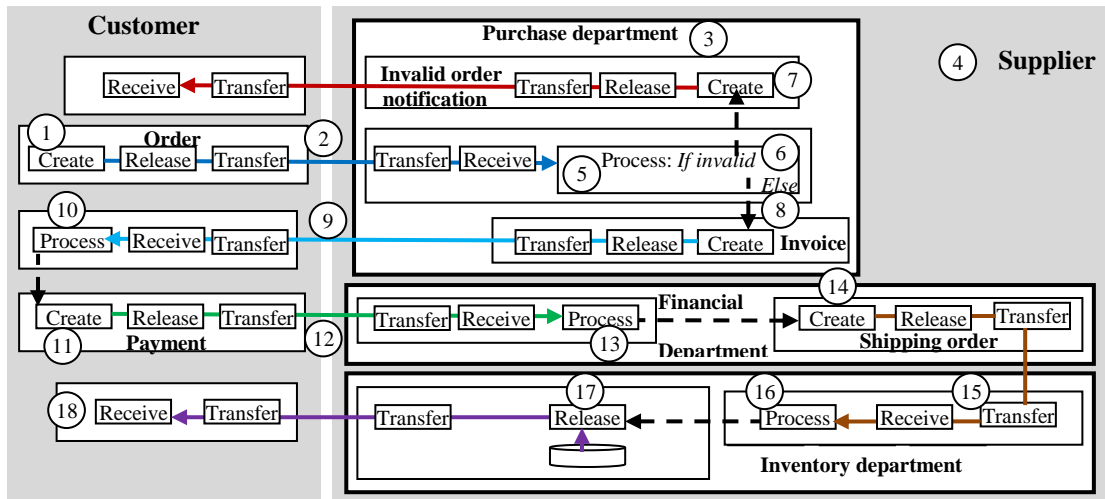 Customer
Purchase department
3
4
Supplier
Receive
Transfer
Invalid order
notification
Transfer
Release
Create
7
1
Order
2
Create
Release
Transfer
Transfer
Receive
5
Process: If invalid
6
Else
10
9
8
Process
Receive
Transfer
Transfer
Release
Create
Invoice
14
Create
Release
Transfer
11
Payment
12
Transfer
Receive
Process
13
Financial
Department
Create
Release
Transfer
Shipping order
18
Receive
Transfer
Transfer
17
Release
16
15
Process
Receive
Transfer
Inventory department